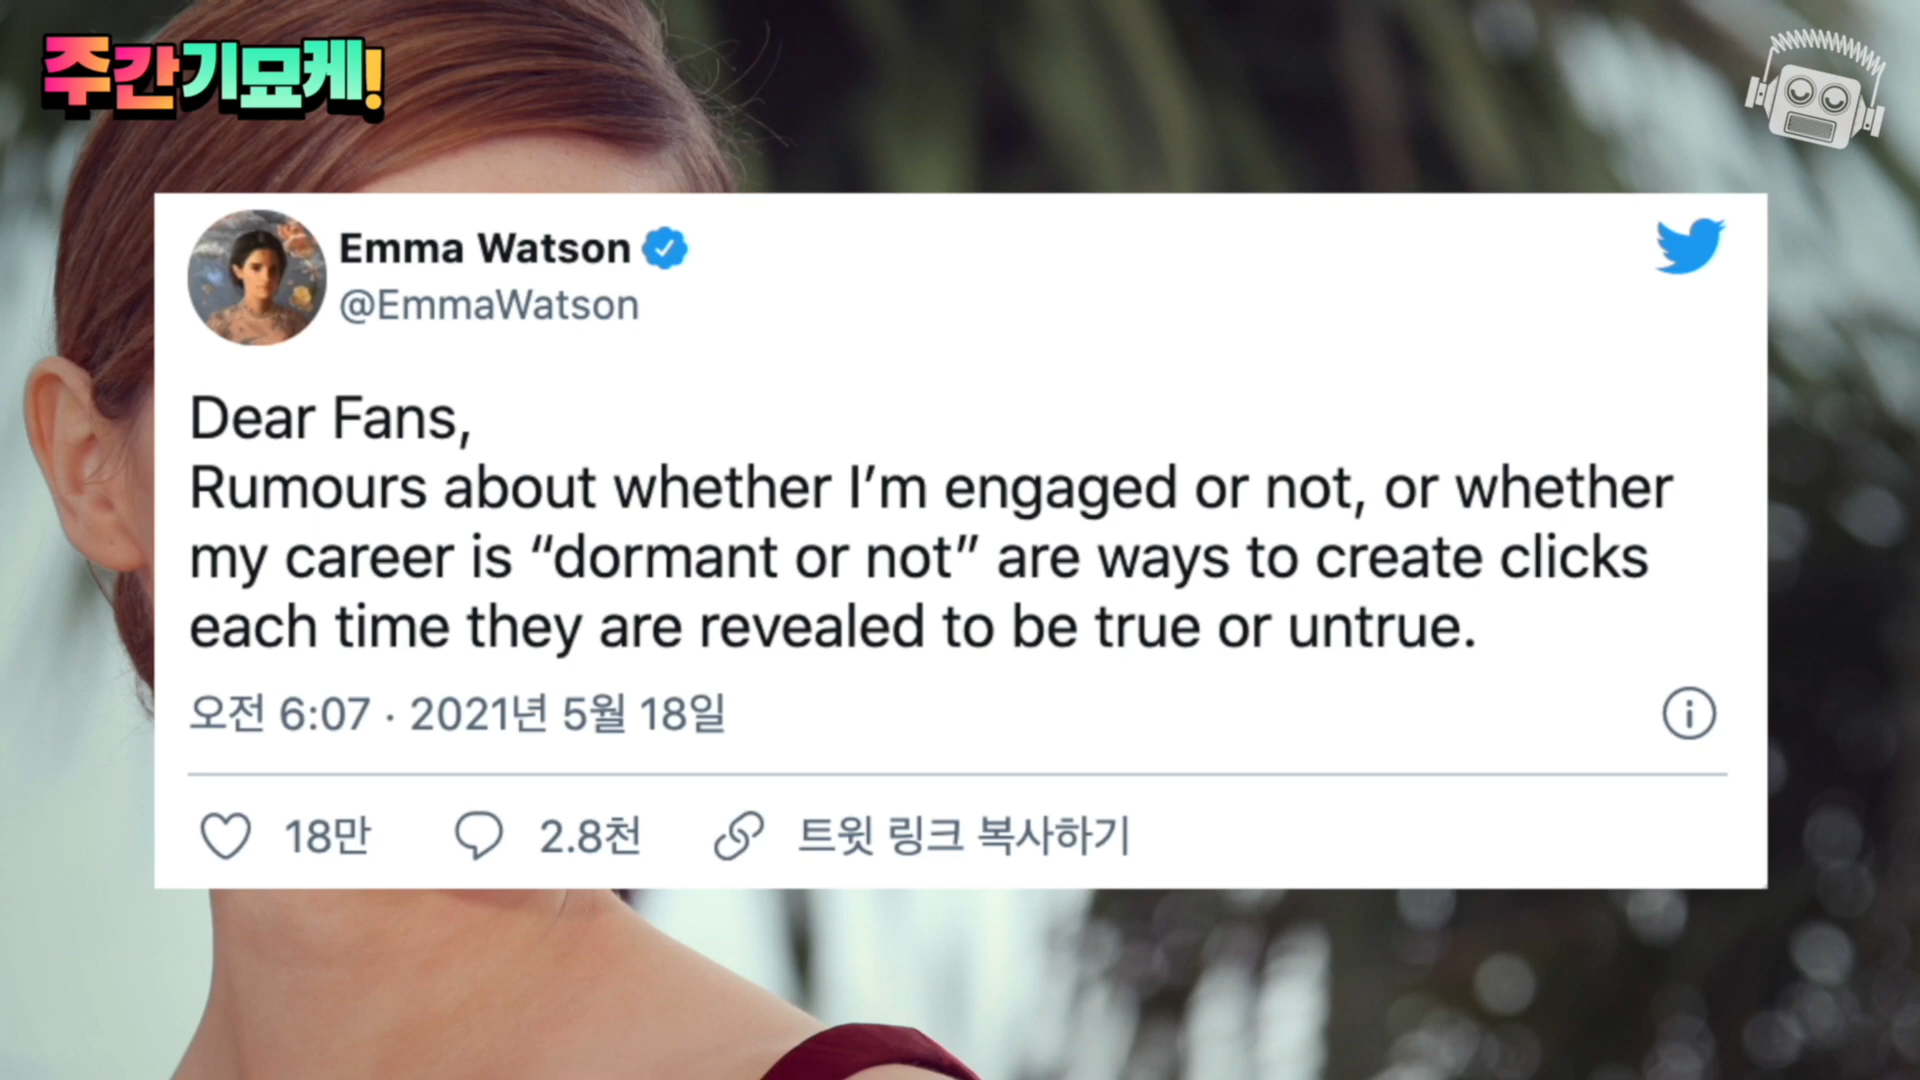 주간기묘케!
Emma Watson
@EmmaWatson
Dear Fans,
Rumours about whether I’m engaged or not, or whether
my career is “dormant or not” are ways to create clicks
each time they are revealed to be true or untrue.
오전 6:07 · 2021년 5월 18일
18만 2.8천 트윗 링크 복사하기